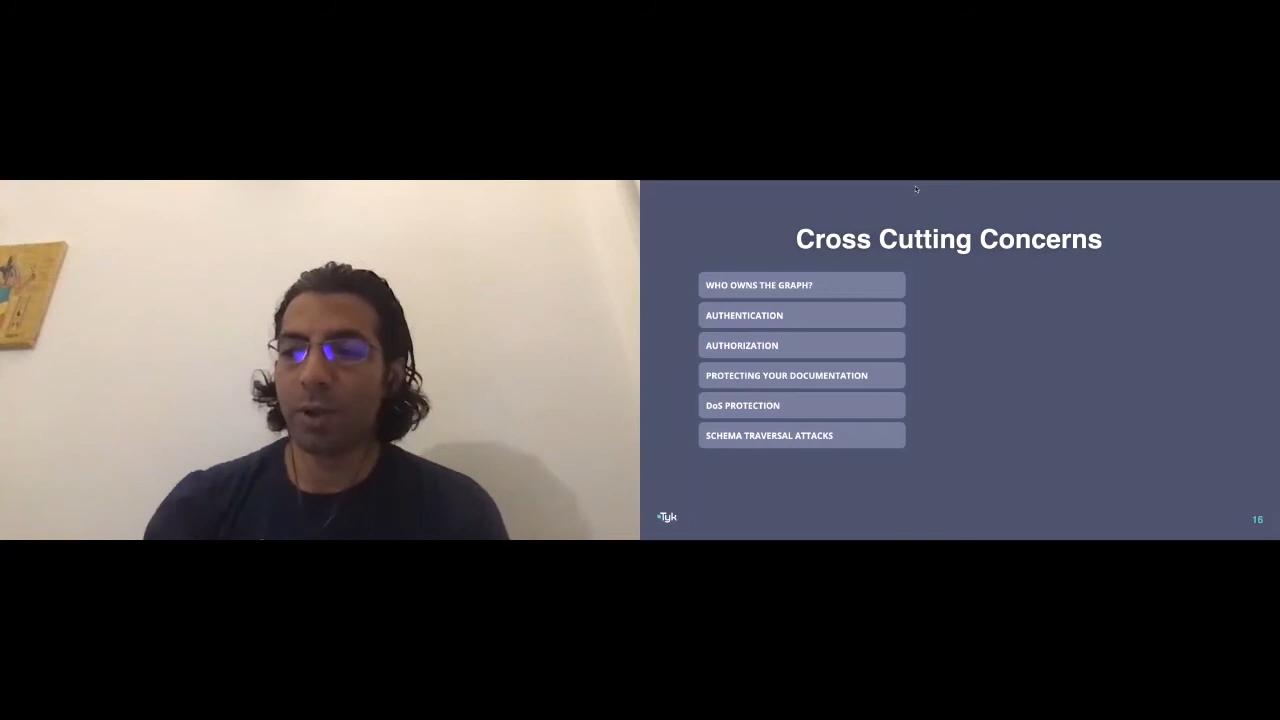 Cross Cutting Concerns
WHO OWNS THE GRAPH?
AUTHENTICATION
AUTHORIZATION
PROTECTING YOUR DOCUMENTATION
DoS PROTECTION
SCHEMA TRAVERSAL ATTACKS
Tyk
16